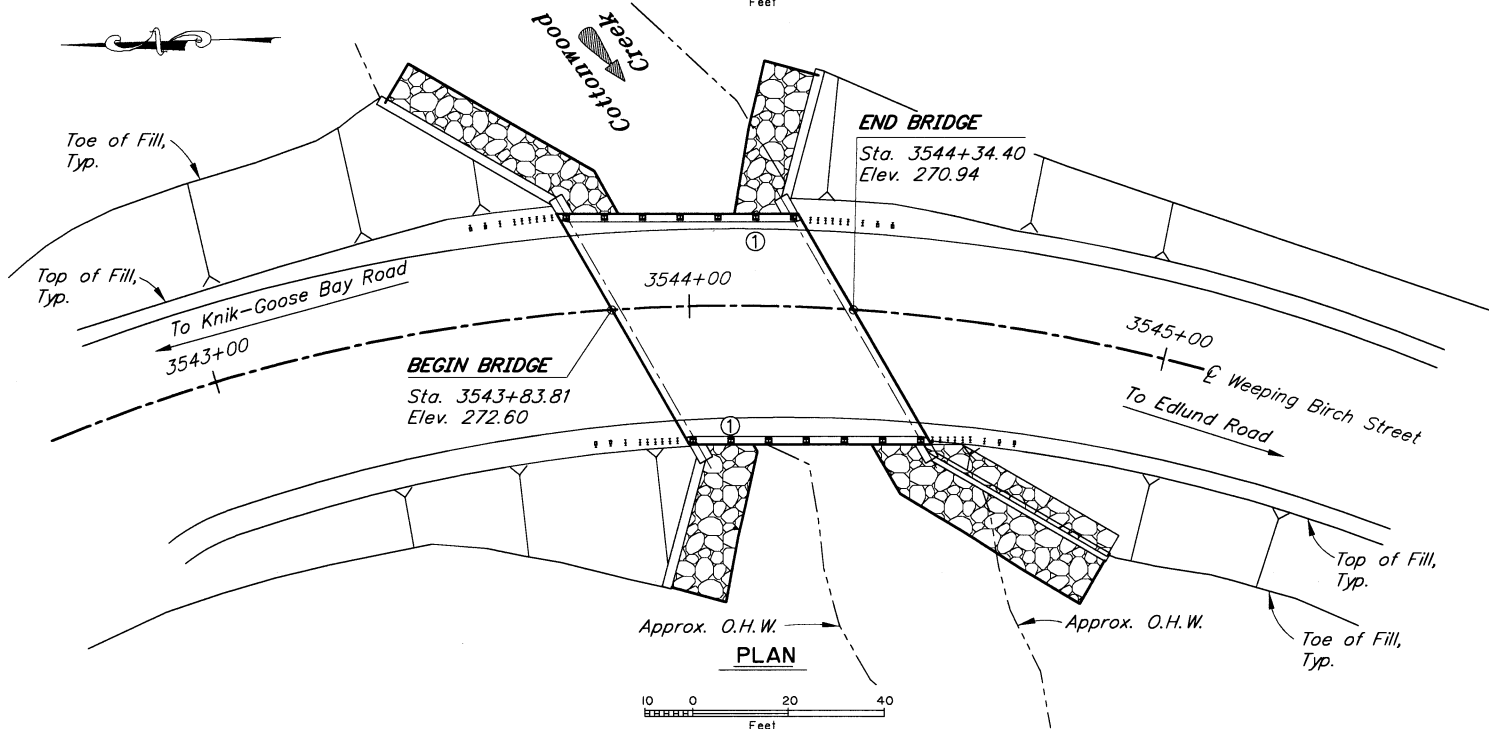 Feet
N
Cottonwood
Creek
Toe of Fill,
Typ.
END BRIDGE
Sta. 3544+34.40
Elev. 270.94
1
Top of Fill,
Typ.
To Knik-Goose Bay Road
3544+00
3543+00
3545+00
BEGIN BRIDGE
Sta. 3543+83.81
Elev. 272.60
℄ Weeping Birch Street
To Edlund Road
1
Top of Fill,
Typ.
Approx. O.H.W.
Approx. O.H.W.
Toe of Fill,
Typ.
PLAN
10 0 20 40
Feet